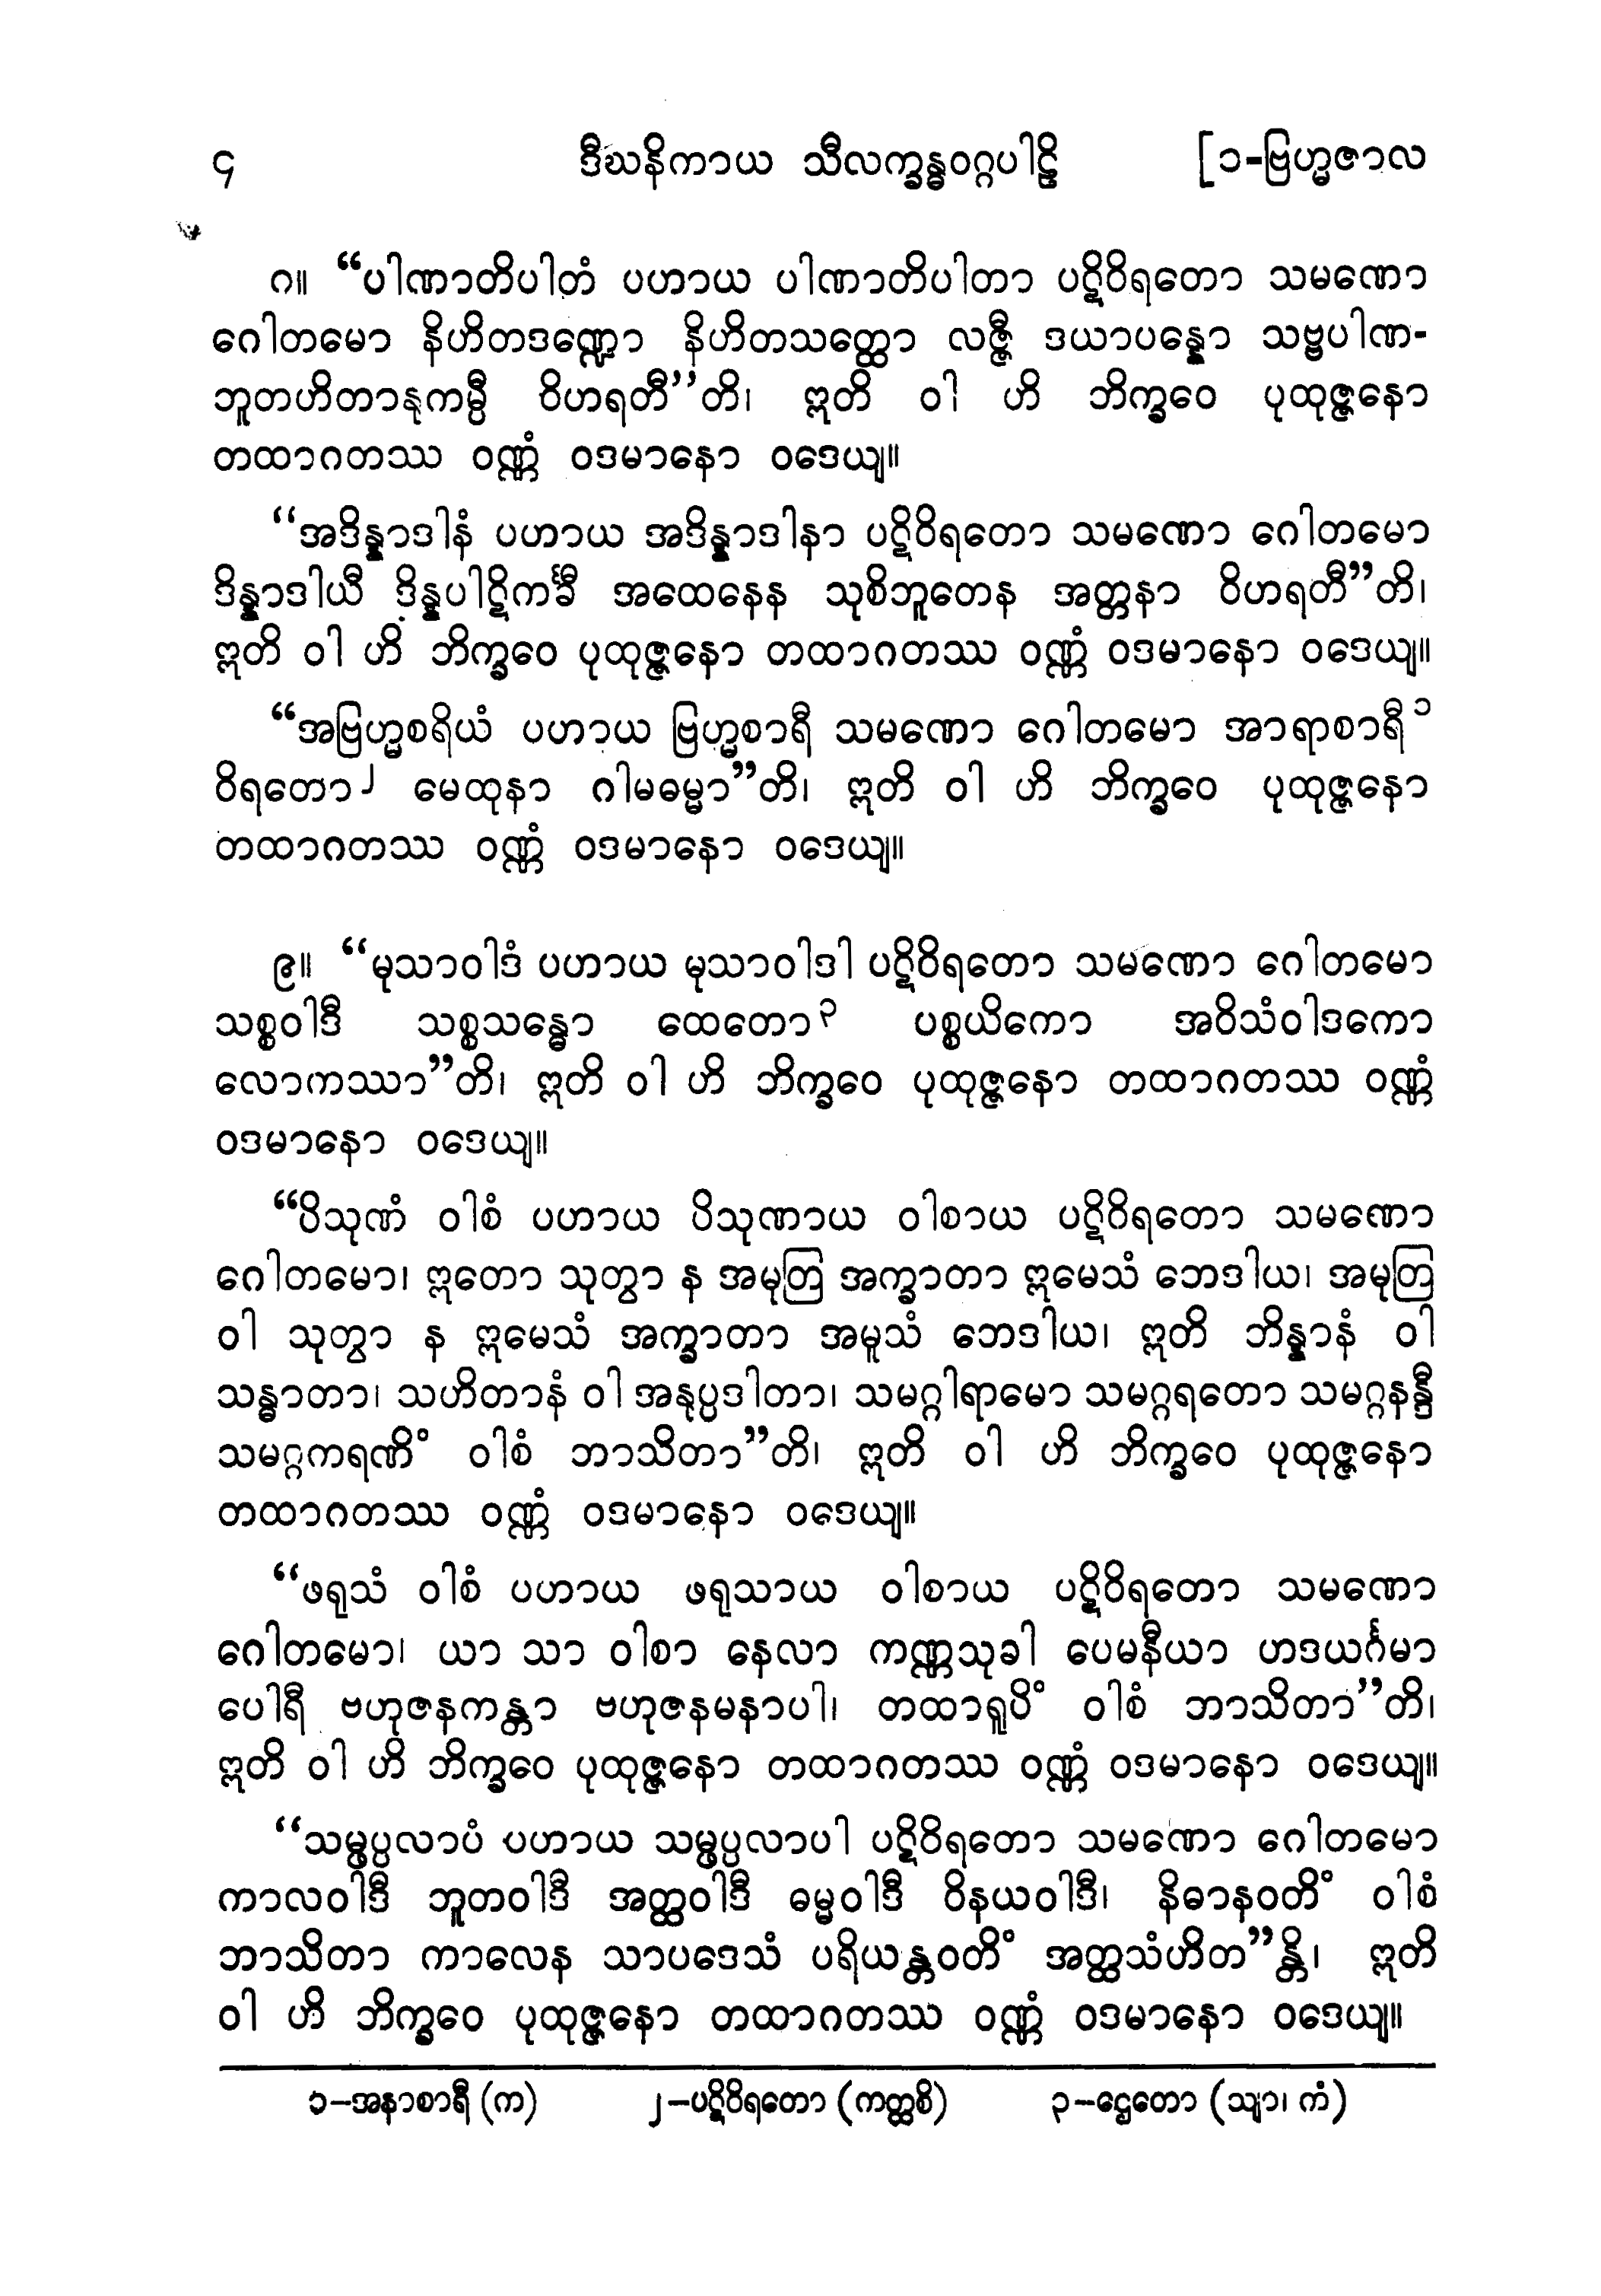 ၄ ဒီဃနိကာယ သီလက္ခန္ဓဝဂ္ဂပါဠိ [၁-ဗြဟ္မဇာလ
၈။ “ပါဏာတိပါတံ ပဟာယ ပါဏာတိပါတာ ပဋိဝိရတော သမဏော
ဂေါတမော နိဟိတဒဏ္ဍော နိဟိတသတ္ထော လဇ္ဇီ ဒယာပန္နော သဗ္ဗပါဏ-
ဘူတဟိတာနုကမ္ပီ ဝိဟရတီ”တိ၊ ဣတိ ဝါ ဟိ ဘိက္ခဝေ ပုထုဇ္ဇနော
တထာဂတဿ ဝဏ္ဏံ ဝဒမာနော ဝဒေယျ။
“အဒိန္နာဒါနံ ပဟာယ အဒိန္နာဒါနာ ပဋိဝိရတော သမဏော ဂေါတမော
ဒိန္နာဒါယီ ဒိန္နပါဋိကင်္ခီ အထေနေန သုစိဘူတေန အတ္တနာ ဝိဟရတီ”တိ၊
ဣတိ ဝါ ဟိ ဘိက္ခဝေ ပုထုဇ္ဇနော တထာဂတဿ ဝဏ္ဏံ ဝဒမာနော ဝဒေယျ။
“အဗြဟ္မစရိယံ ပဟာယ ဗြဟ္မစာရီ သမဏော ဂေါတမော အာရာစာရီ၁
ဝိရတော၂ မေထုနာ ဂါမဓမ္မာ”တိ၊ ဣတိ ဝါ ဟိ ဘိက္ခဝေ ပုထုဇ္ဇနော
တထာဂတဿ ဝဏ္ဏံ ဝဒမာနော ဝဒေယျ။
၉။ “မုသာဝါဒံ ပဟာယ မုသာဝါဒါ ပဋိဝိရတော သမဏော ဂေါတမော
သစ္စဝါဒီ သစ္စသန္ဓော ထေတော၃ ပစ္စယိကော အဝိသံဝါဒကော
လောကဿာ”တိ၊ ဣတိ ဝါ ဟိ ဘိက္ခဝေ ပုထုဇ္ဇနော တထာဂတဿ ဝဏ္ဏံ
ဝဒမာနော ဝဒေယျ။
“ပိသုဏံ ဝါစံ ပဟာယ ပိသုဏာယ ဝါစာယ ပဋိဝိရတော သမဏော
ဂေါတမော၊ ဣတော သုတွာ န အမုတြ အက္ခာတာ ဣမေသံ ဘေဒါယ၊ အမုတြ
ဝါ သုတွာ န ဣမေသံ အက္ခာတာ အမူသံ ဘေဒါယ၊ ဣတိ ဘိန္နာနံ ဝါ
သန္ဓာတာ၊ သဟိတာနံ ဝါ အနုပ္ပဒါတာ၊ သမဂ္ဂါရာမော သမဂ္ဂရတော သမဂ္ဂနန္ဒီ
သမဂ္ဂကရဏိံ ဝါစံ ဘာသိတာ”တိ၊ ဣတိ ဝါ ဟိ ဘိက္ခဝေ ပုထုဇ္ဇနော
တထာဂတဿ ဝဏ္ဏံ ဝဒမာနော ဝဒေယျ။
“ဖရုသံ ဝါစံ ပဟာယ ဖရုသာယ ဝါစာယ ပဋိဝိရတော သမဏော
ဂေါတမော၊ ယာ သာ ဝါစာ နေလာ ကဏ္ဏသုခါ ပေမနီယာ ဟဒယင်္ဂမာ
ပေါရီ ဗဟုဇနကန္တာ ဗဟုဇနမနာပါ၊ တထာရူပိံ ဝါစံ ဘာသိတာ”တိ၊
ဣတိ ဝါ ဟိ ဘိက္ခဝေ ပုထုဇ္ဇနော တထာဂတဿ ဝဏ္ဏံ ဝဒမာနော ဝဒေယျ။
“သမ္ဖပ္ပလာပံ ပဟာယ သမ္ဖပ္ပလာပါ ပဋိဝိရတော သမဏော ဂေါတမော
ကာလဝါဒီ ဘူတဝါဒီ အတ္ထဝါဒီ ဓမ္မဝါဒီ ဝိနယဝါဒီ၊ နိဓာနဝတိံ ဝါစံ
ဘာသိတာ ကာလေန သာပဒေသံ ပရိယန္တဝတိံ အတ္ထသံဟိတ”န္တိ၊ ဣတိ
ဝါ ဟိ ဘိက္ခဝေ ပုထုဇ္ဇနော တထာဂတဿ ဝဏ္ဏံ ဝဒမာနော ဝဒေယျ။
၁–အနာစာရီ (က) ၂–ပဋိဝိရတော (ကတ္ထစိ) ၃–ဌေတော (သျာ၊ ကံ)